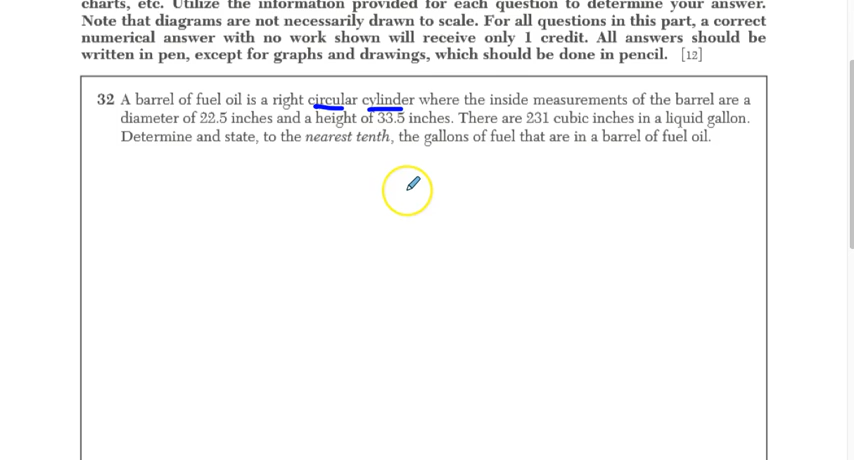 charts, etc. Utilize the information provided for each question to determine your answer.
Note that diagrams are not necessarily drawn to scale. For all questions in this part, a correct
numerical answer with no work shown will receive only 1 credit. All answers should be
written in pen, except for graphs and drawings, which should be done in pencil. [12]
32 A barrel of fuel oil is a right circular cylinder where the inside measurements of the barrel are a
diameter of 22.5 inches and a height of 33.5 inches. There are 231 cubic inches in a liquid gallon.
Determine and state, to the nearest tenth, the gallons of fuel that are in a barrel of fuel oil.